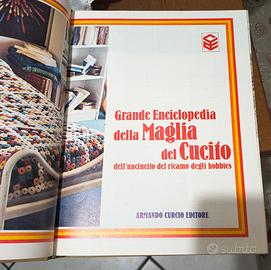 Grande Enciclopedia
della Maglia
del Cucito
dell'uncinetto del ricamo degli hobbies
ARMANDO CURCIO EDITORE
subito